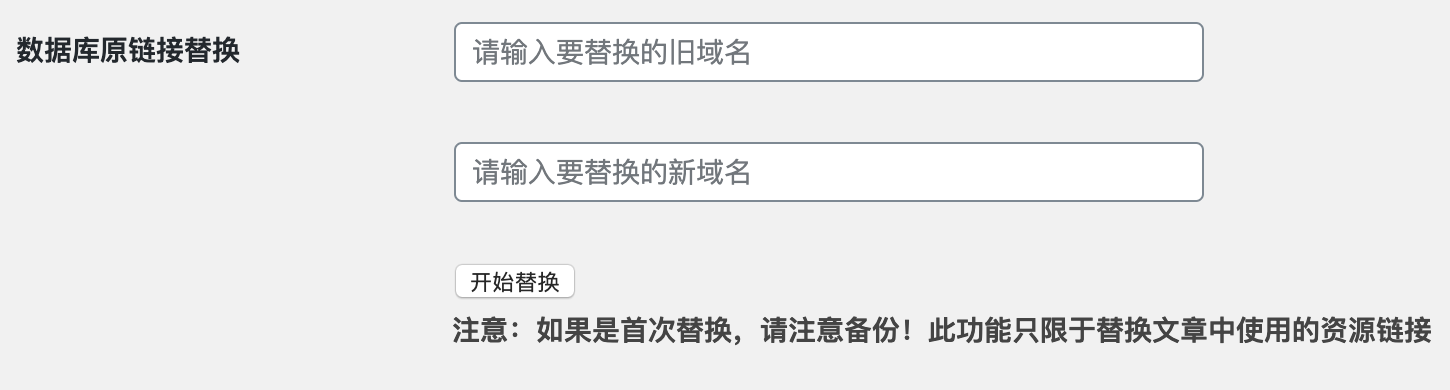 数据库原链接替换
请输入要替换的旧域名
请输入要替换的新域名
开始替换
注意：如果是首次替换，请注意备份！此功能只限于替换文章中使用的资源链接